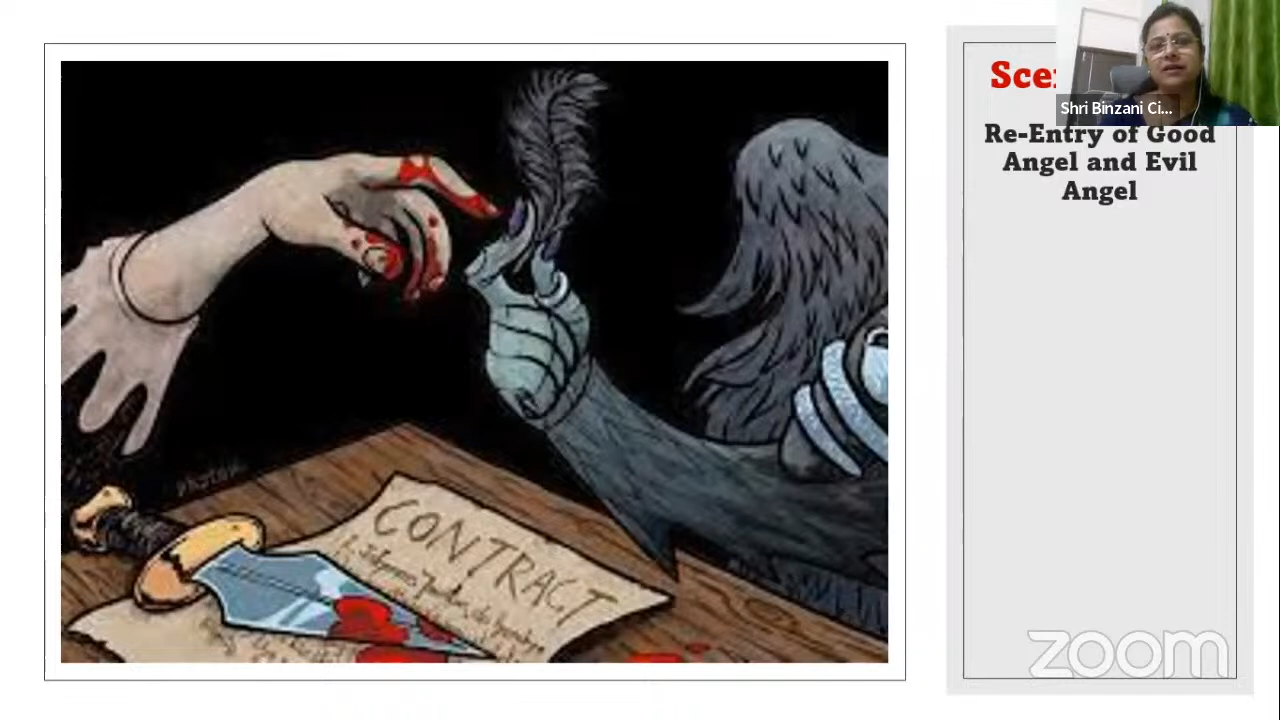 Sce
Shri Binzani Ci...
Re-Entry of Good
Angel and Evil
Angel
CONTRACT
zoom